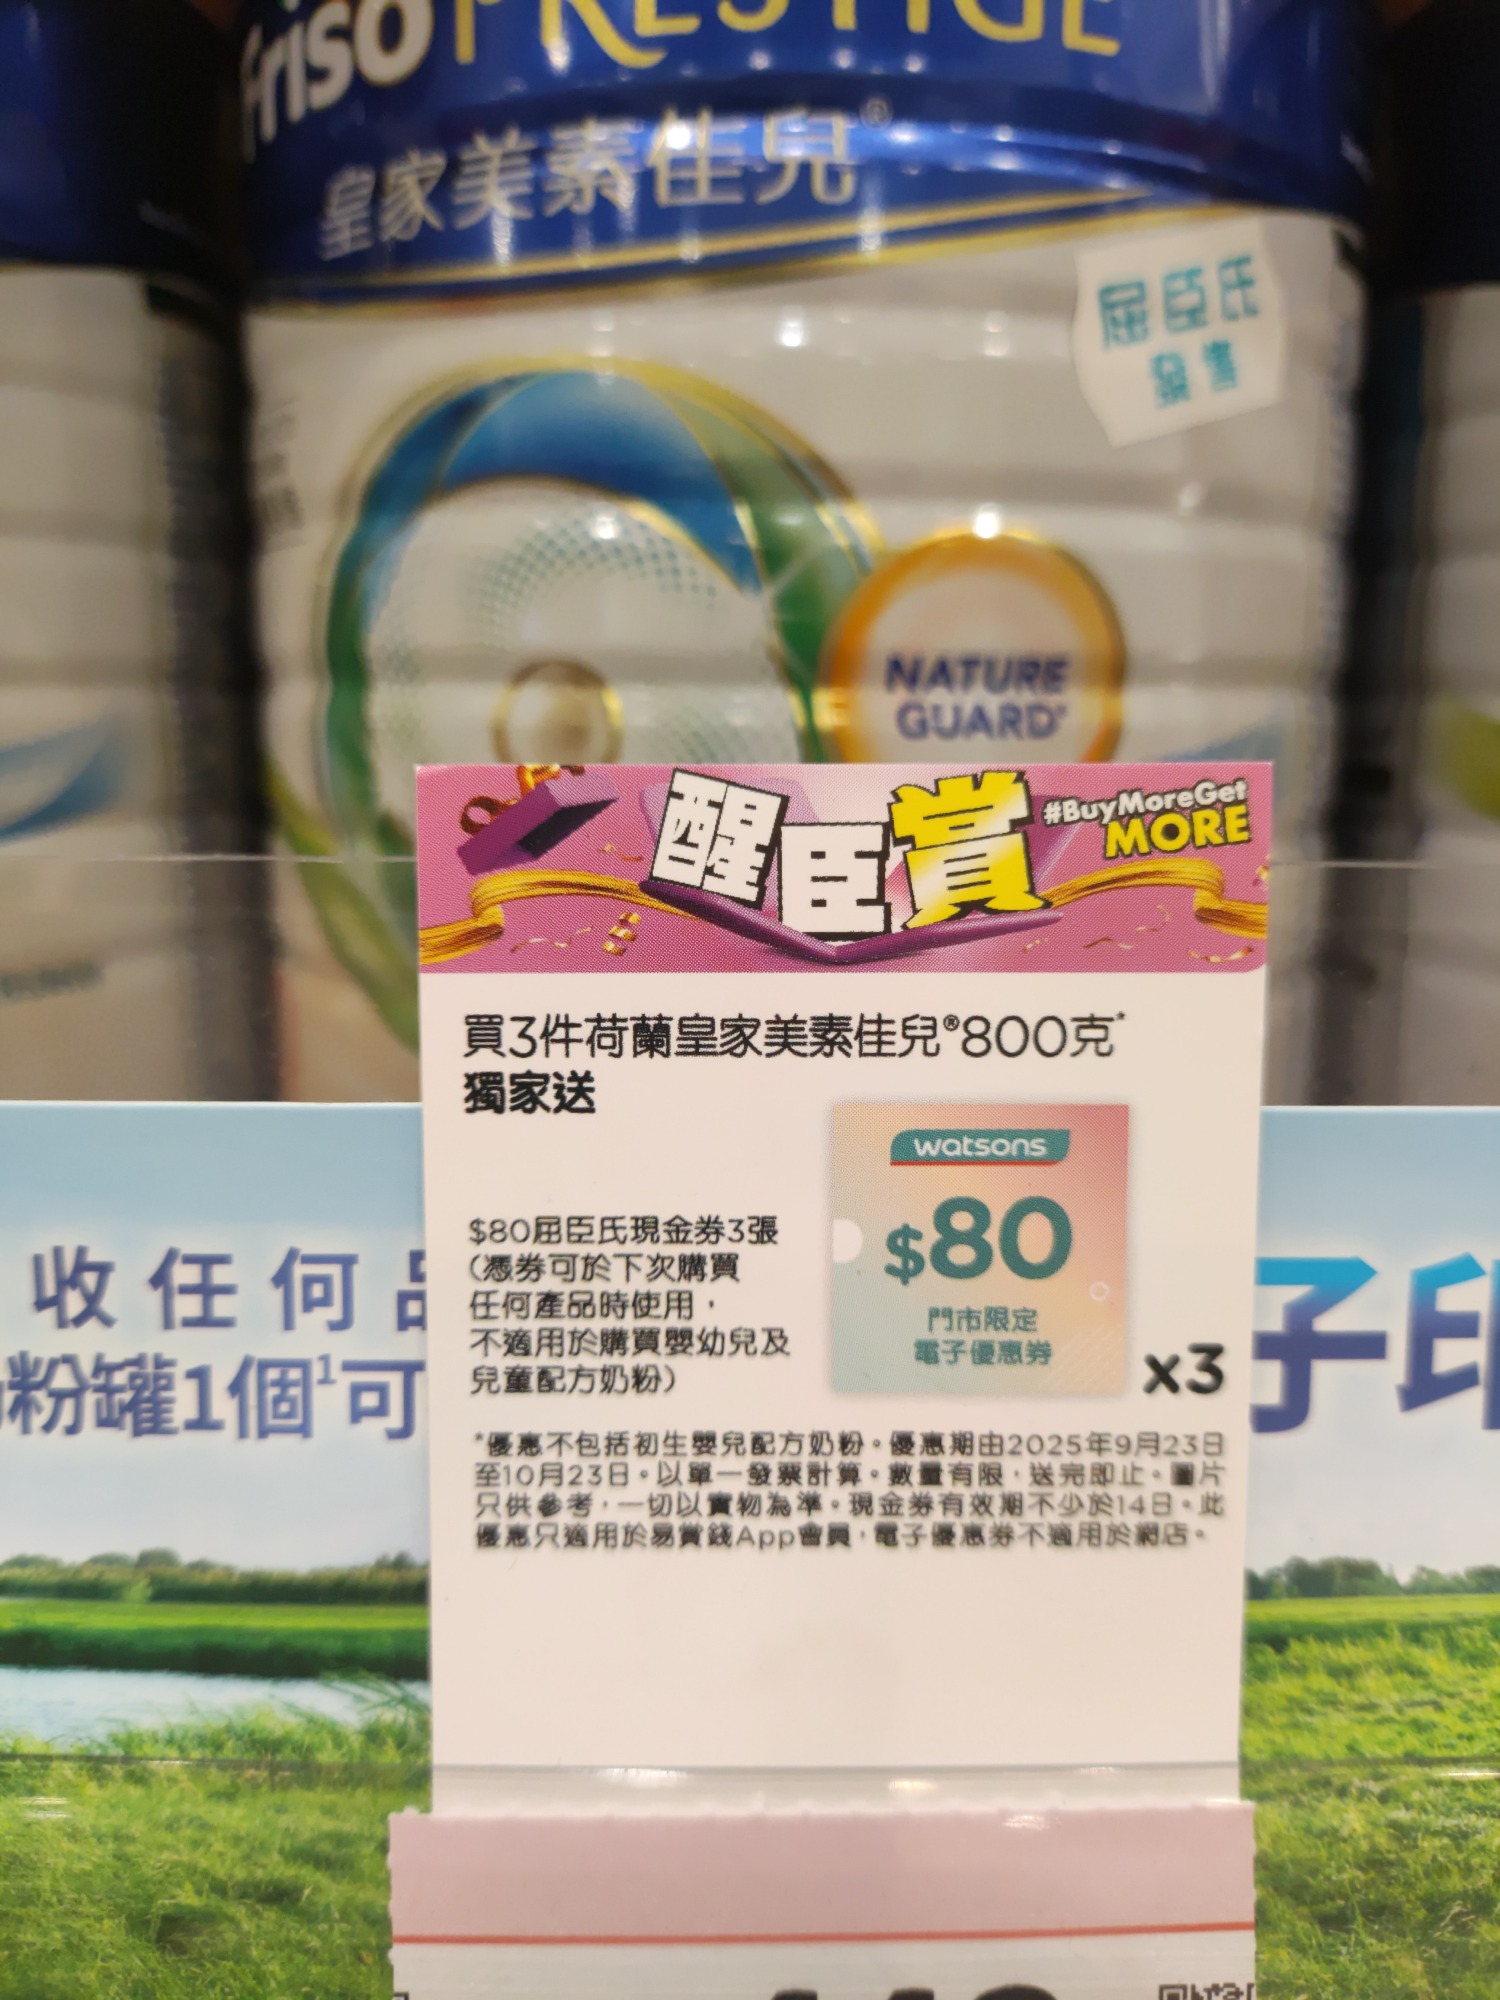 Friso PRESTIGE
皇家美素佳兒®
屈臣氏
發售
NATURE
GUARD
醒臣賞
#BuyMoreGet
MORE
買3件荷蘭皇家美素佳兒®800克*
獨家送
watsons
$80
門市限定
電子優惠券
x3
$80屈臣氏現金券3張
(憑券可於下次購買
任何產品時使用，
不適用於購買嬰幼兒及
兒童配方奶粉)
*優惠不包括初生嬰兒配方奶粉。優惠期由2025年9月23日
至10月23日。以單一發票計算。數量有限，送完即止。圖片
只供參考，一切以實物為準。現金券有效期不少於14日。此
優惠只適用於易賞錢App會員，電子優惠券不適用於網店。
收任何
粉罐1個¹可
子印